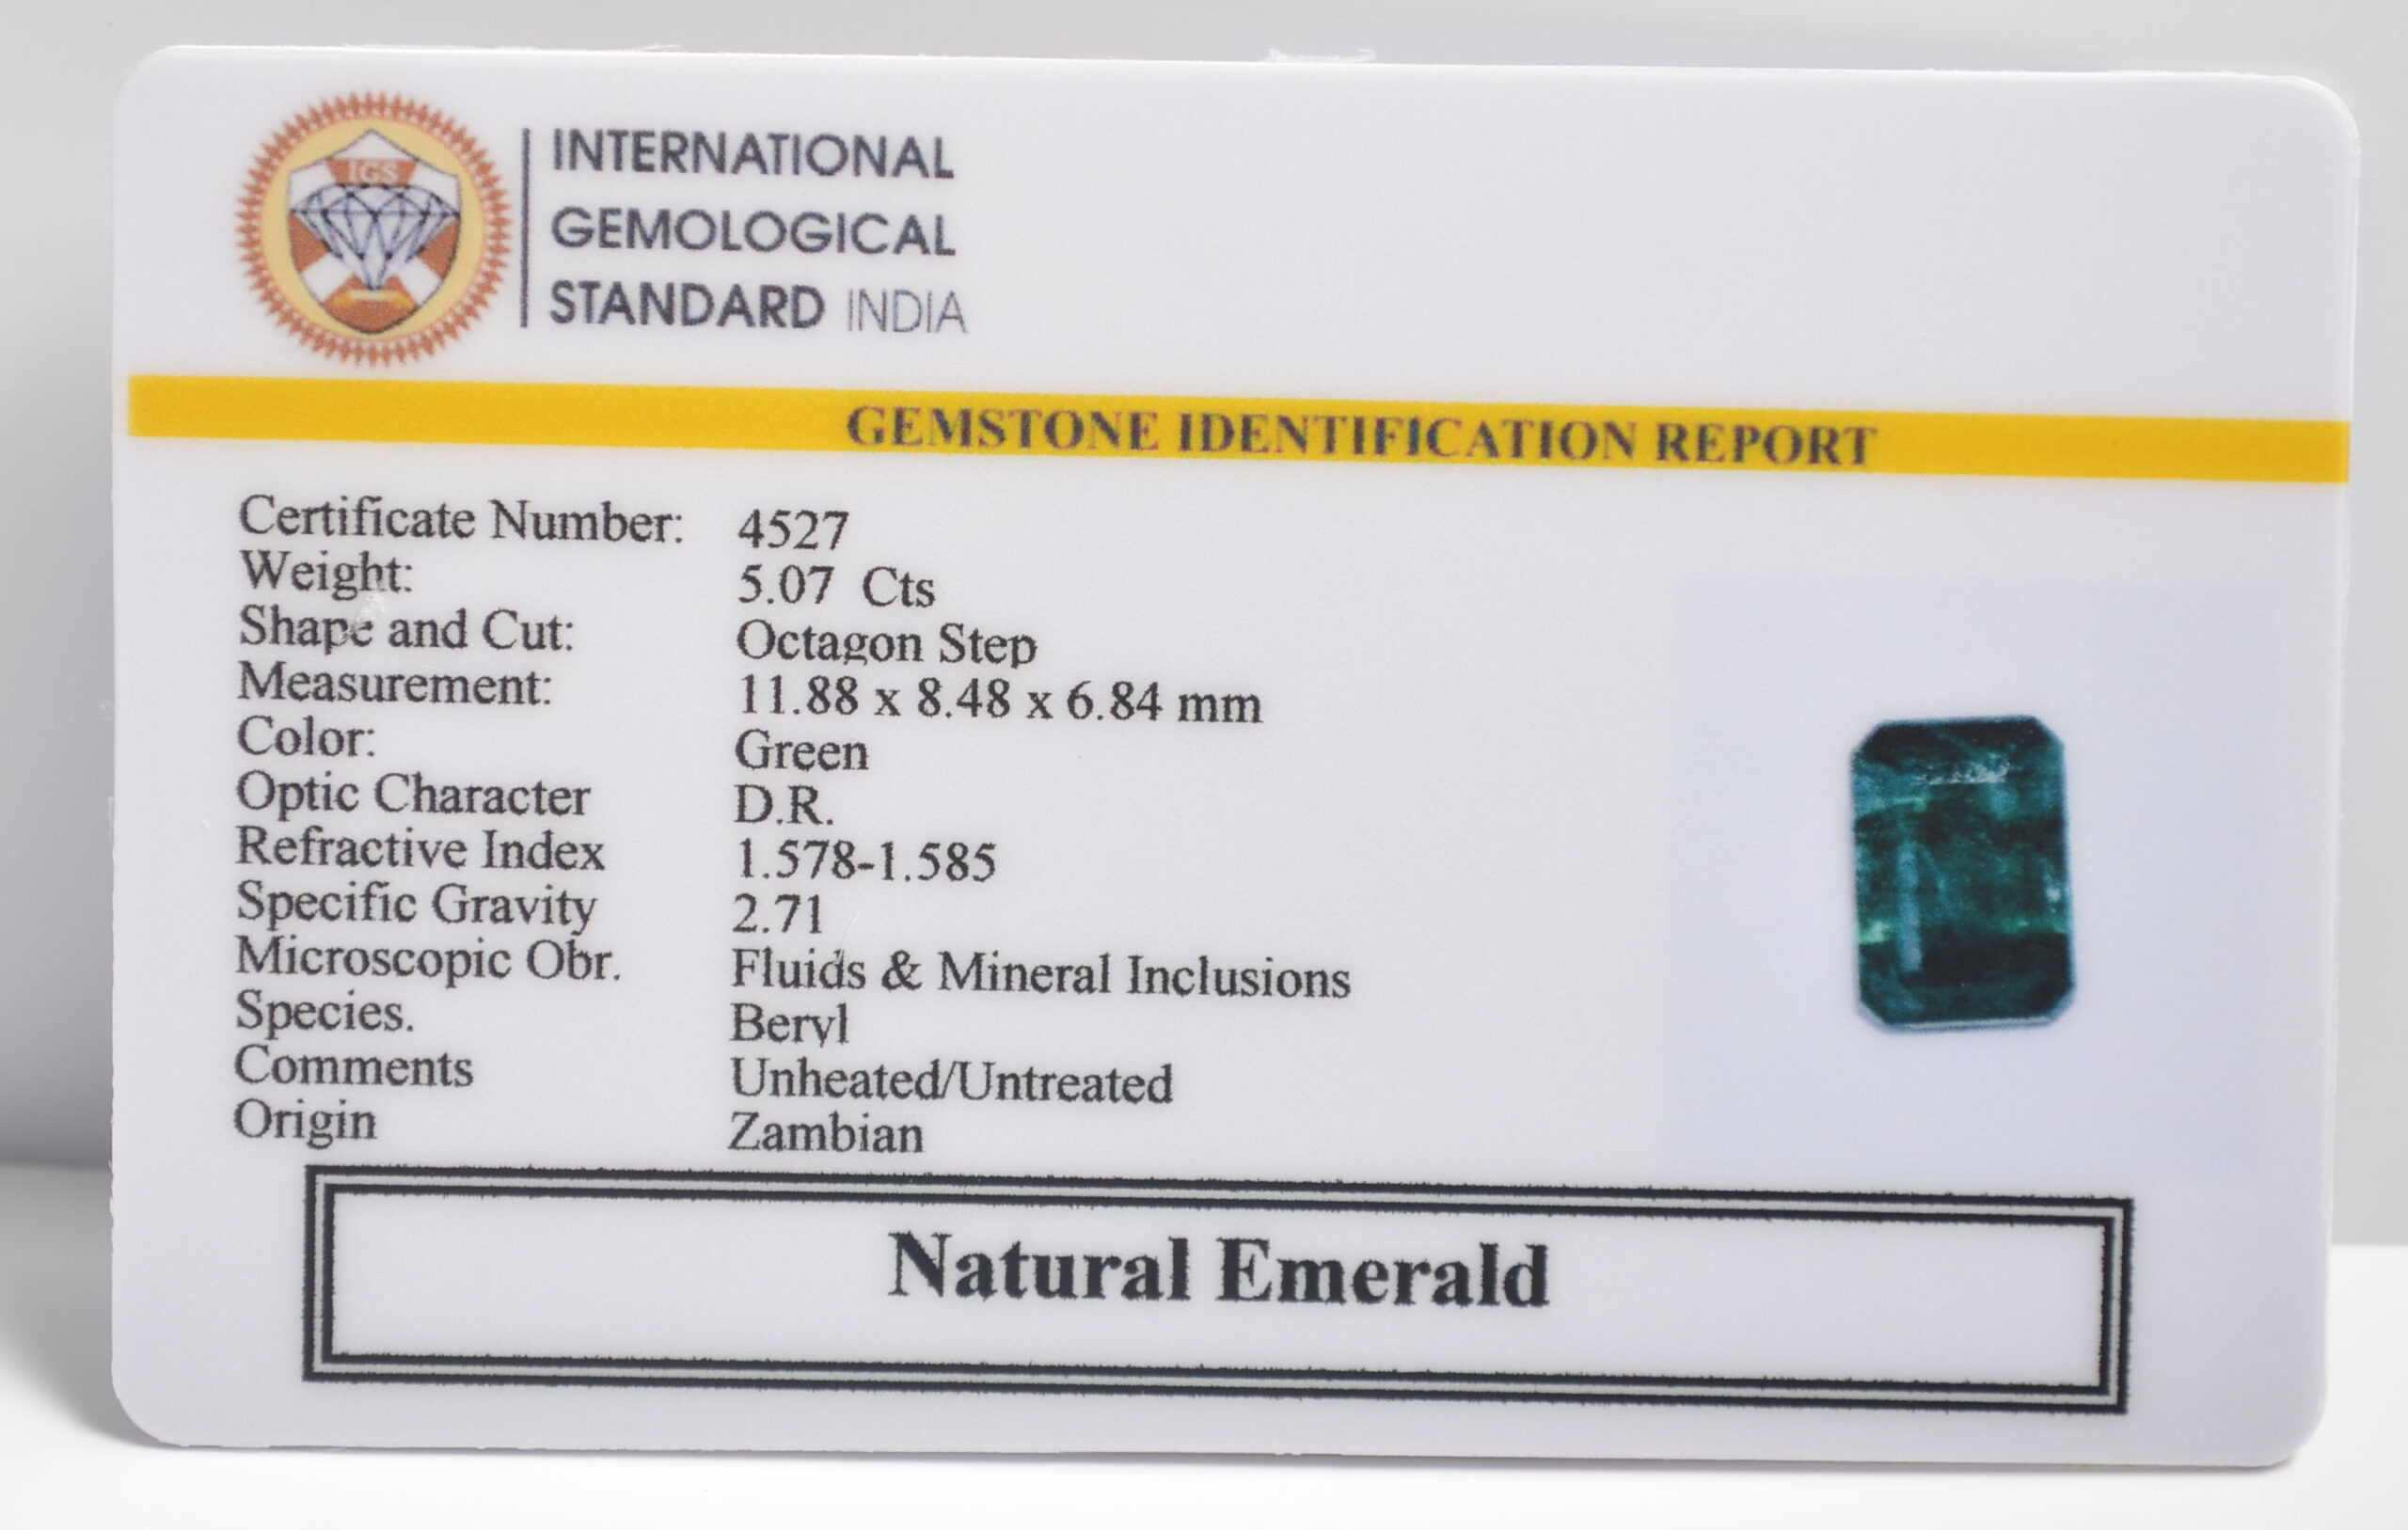 IGS
INTERNATIONAL
GEMOLOGICAL
STANDARD INDIA
GEMSTONE IDENTIFICATION REPORT
Certificate Number: 4527
Weight: 5.07 Cts
Shape and Cut: Octagon Step
Measurement: 11.88 x 8.48 x 6.84 mm
Color: Green
Optic Character D.R.
Refractive Index 1.578-1.585
Specific Gravity 2.71
Microscopic Obr. Fluids & Mineral Inclusions
Species. Beryl
Comments Unheated/Untreated
Origin Zambian
Natural Emerald